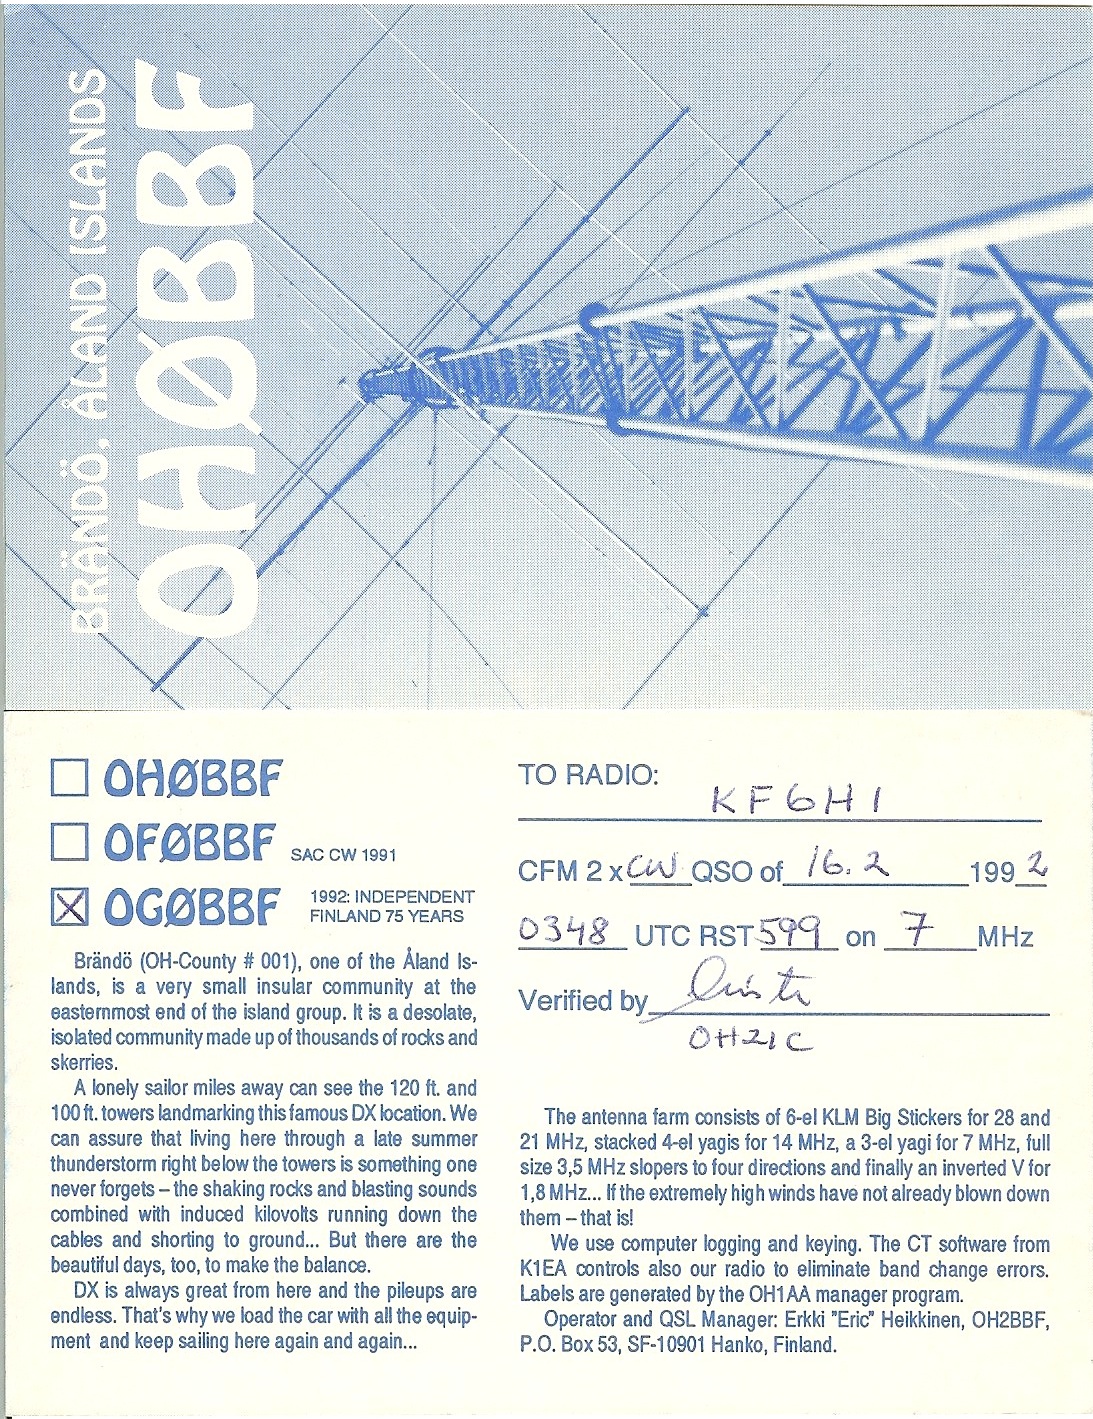 BRÄNDÖ, ÅLAND ISLANDS
OHØBBF
OHØBBF
OFØBBF SAC CW 1991
☒ OGØBBF 1992: INDEPENDENT
FINLAND 75 YEARS
Brändö (OH-County # 001), one of the Åland Is-
lands, is a very small insular community at the
easternmost end of the island group. It is a desolate,
isolated community made up of thousands of rocks and
skerries.
A lonely sailor miles away can see the 120 ft. and
100 ft. towers landmarking this famous DX location. We
can assure that living here through a late summer
thunderstorm right below the towers is something one
never forgets – the shaking rocks and blasting sounds
combined with induced kilovolts running down the
cables and shorting to ground... But there are the
beautiful days, too, to make the balance.
DX is always great from here and the pileups are
endless. That's why we load the car with all the equip-
ment and keep sailing here again and again...
TO RADIO: KF6HI
CFM 2 x CW QSO of 16.2 1992
0348 UTC RST 599 on 7 MHz
Verified by
OH2IC
The antenna farm consists of 6-el KLM Big Stickers for 28 and
21 MHz, stacked 4-el yagis for 14 MHz, a 3-el yagi for 7 MHz, full
size 3,5 MHz slopers to four directions and finally an inverted V for
1,8 MHz... If the extremely high winds have not already blown down
them – that is!
We use computer logging and keying. The CT software from
K1EA controls also our radio to eliminate band change errors.
Labels are generated by the OH1AA manager program.
Operator and QSL Manager: Erkki "Eric" Heikkinen, OH2BBF,
P.O. Box 53, SF-10901 Hanko, Finland.